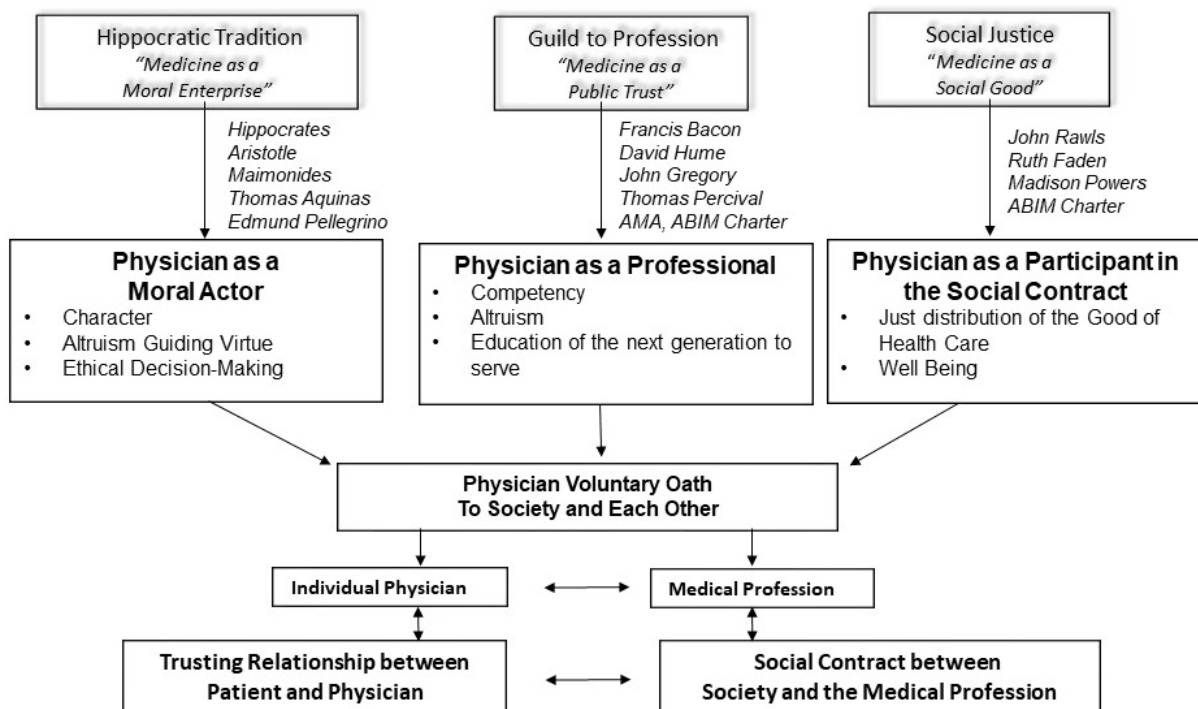 Hippocratic Tradition
"Medicine as a
Moral Enterprise"
Guild to Profession
"Medicine as a
Public Trust"
Social Justice
"Medicine as a
Social Good"
Hippocrates
Aristotle
Maimonides
Thomas Aquinas
Edmund Pellegrino
Francis Bacon
David Hume
John Gregory
Thomas Percival
AMA, ABIM Charter
John Rawls
Ruth Faden
Madison Powers
ABIM Charter
Physician as a
Moral Actor
• Character
• Altruism Guiding Virtue
• Ethical Decision-Making
Physician as a Professional
• Competency
• Altruism
• Education of the next generation to
serve
Physician as a Participant in
the Social Contract
• Just distribution of the Good of
Health Care
• Well Being
Physician Voluntary Oath
To Society and Each Other
Individual Physician
Medical Profession
Trusting Relationship between
Patient and Physician
Social Contract between
Society and the Medical Profession